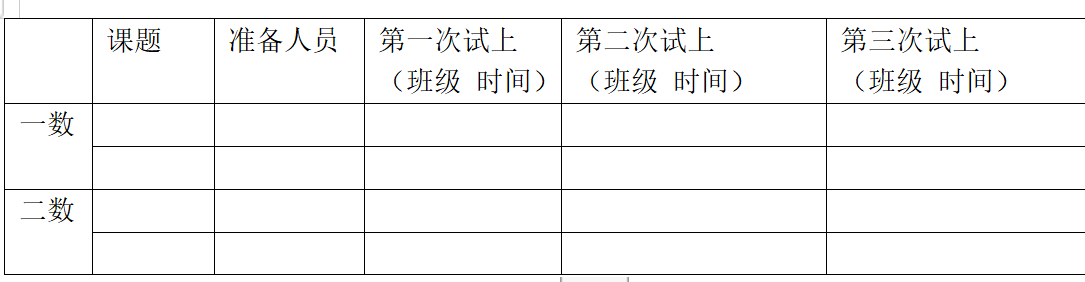 课题 准备人员 第一次试上 第二次试上 第三次试上
（班级 时间） （班级 时间） （班级 时间）
一数
二数